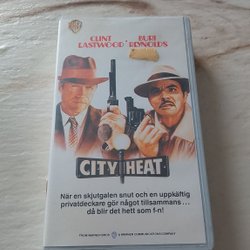 CLINT BURT
EASTWOOD · REYNOLDS
CITY HEAT
När en skjutgalen snut och en uppkäftig
privatdeckare gör något tillsammans...
då blir det hett som f-n!